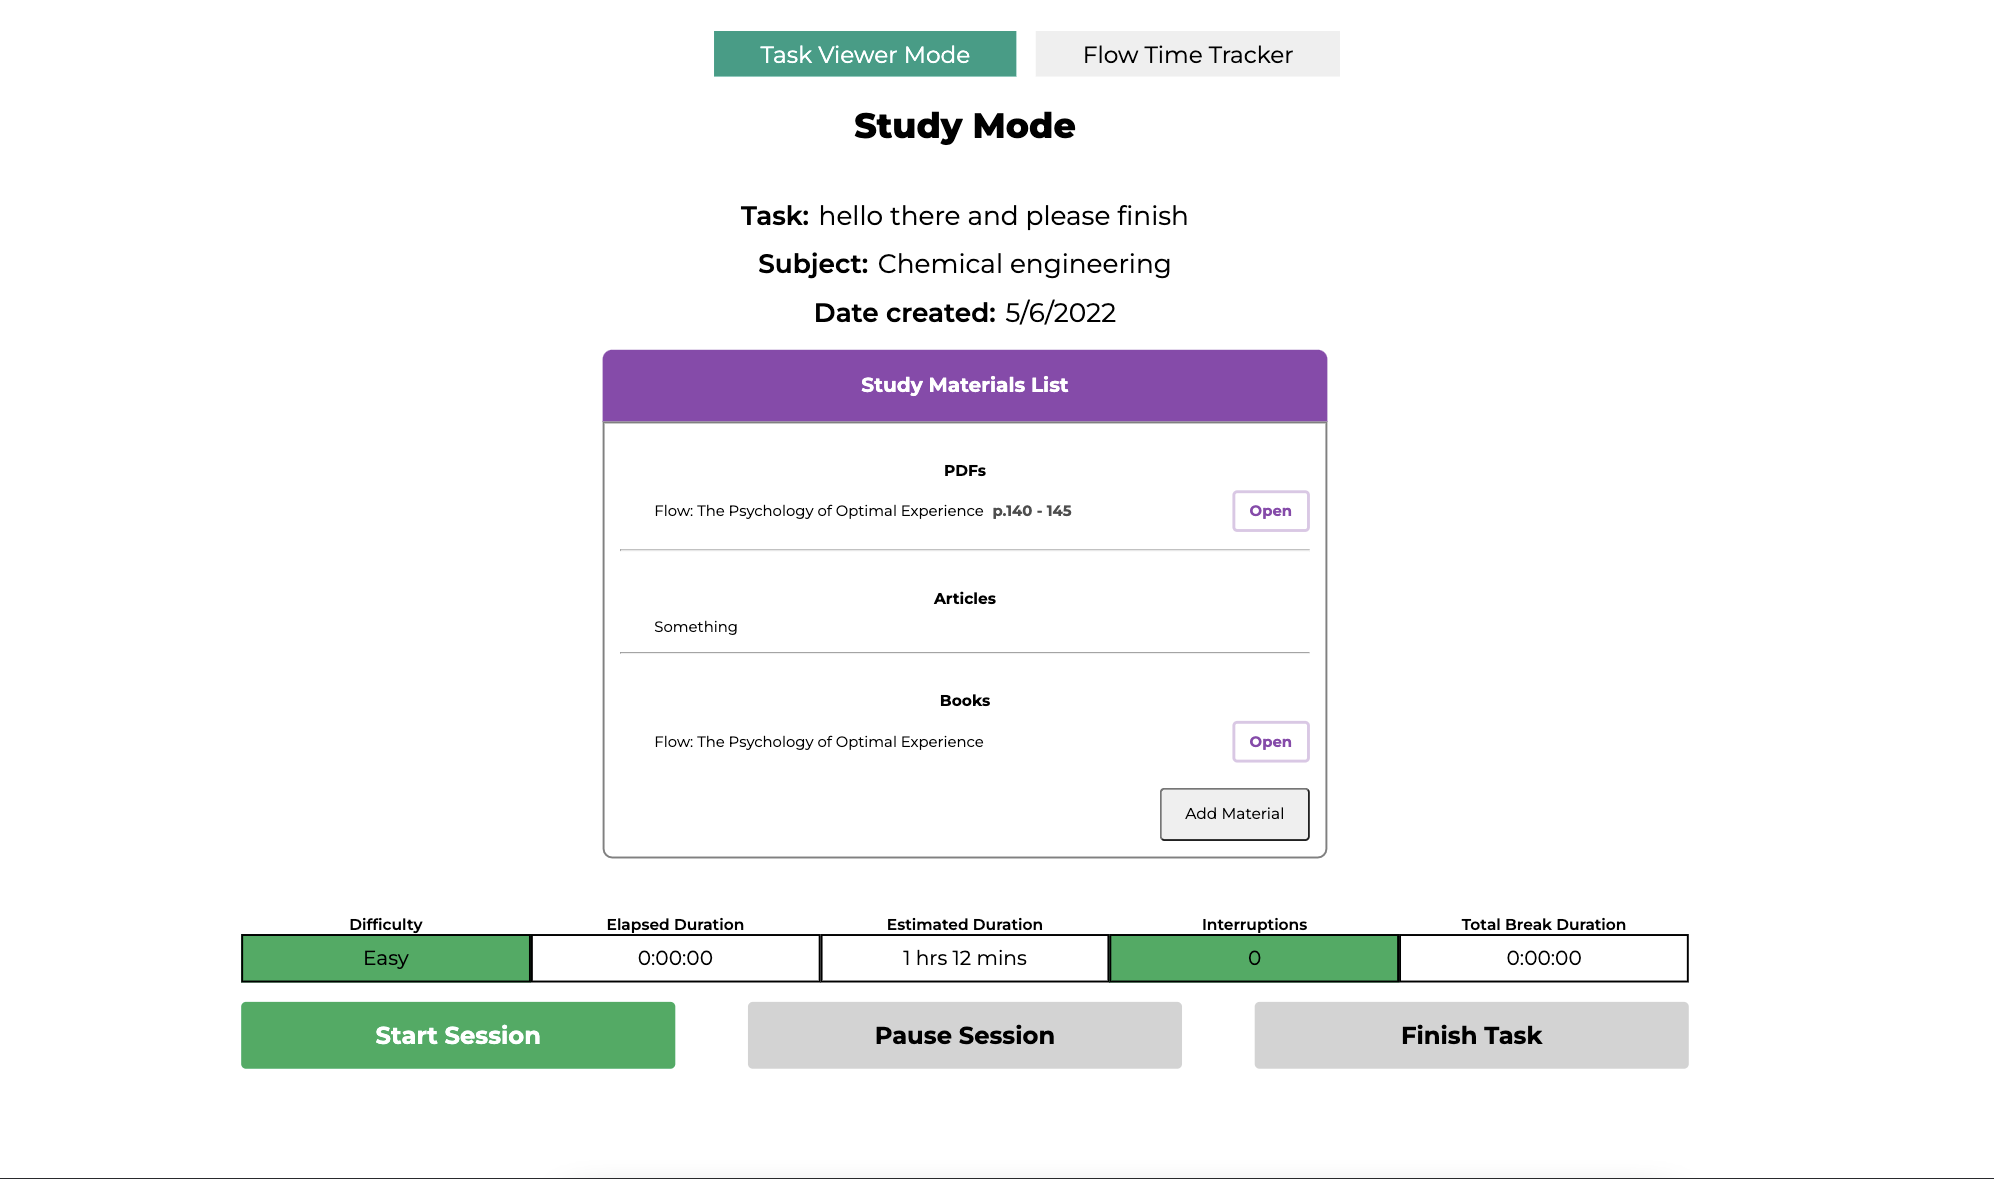 Task Viewer Mode
Flow Time Tracker
Study Mode
Task: hello there and please finish
Subject: Chemical engineering
Date created: 5/6/2022
Study Materials List
PDFs
Flow: The Psychology of Optimal Experience p.140 - 145
Open
Articles
Something
Books
Flow: The Psychology of Optimal Experience
Open
Add Material
Difficulty
Elapsed Duration
Estimated Duration
Interruptions
Total Break Duration
Easy
0:00:00
1 hrs 12 mins
0
0:00:00
Start Session
Pause Session
Finish Task